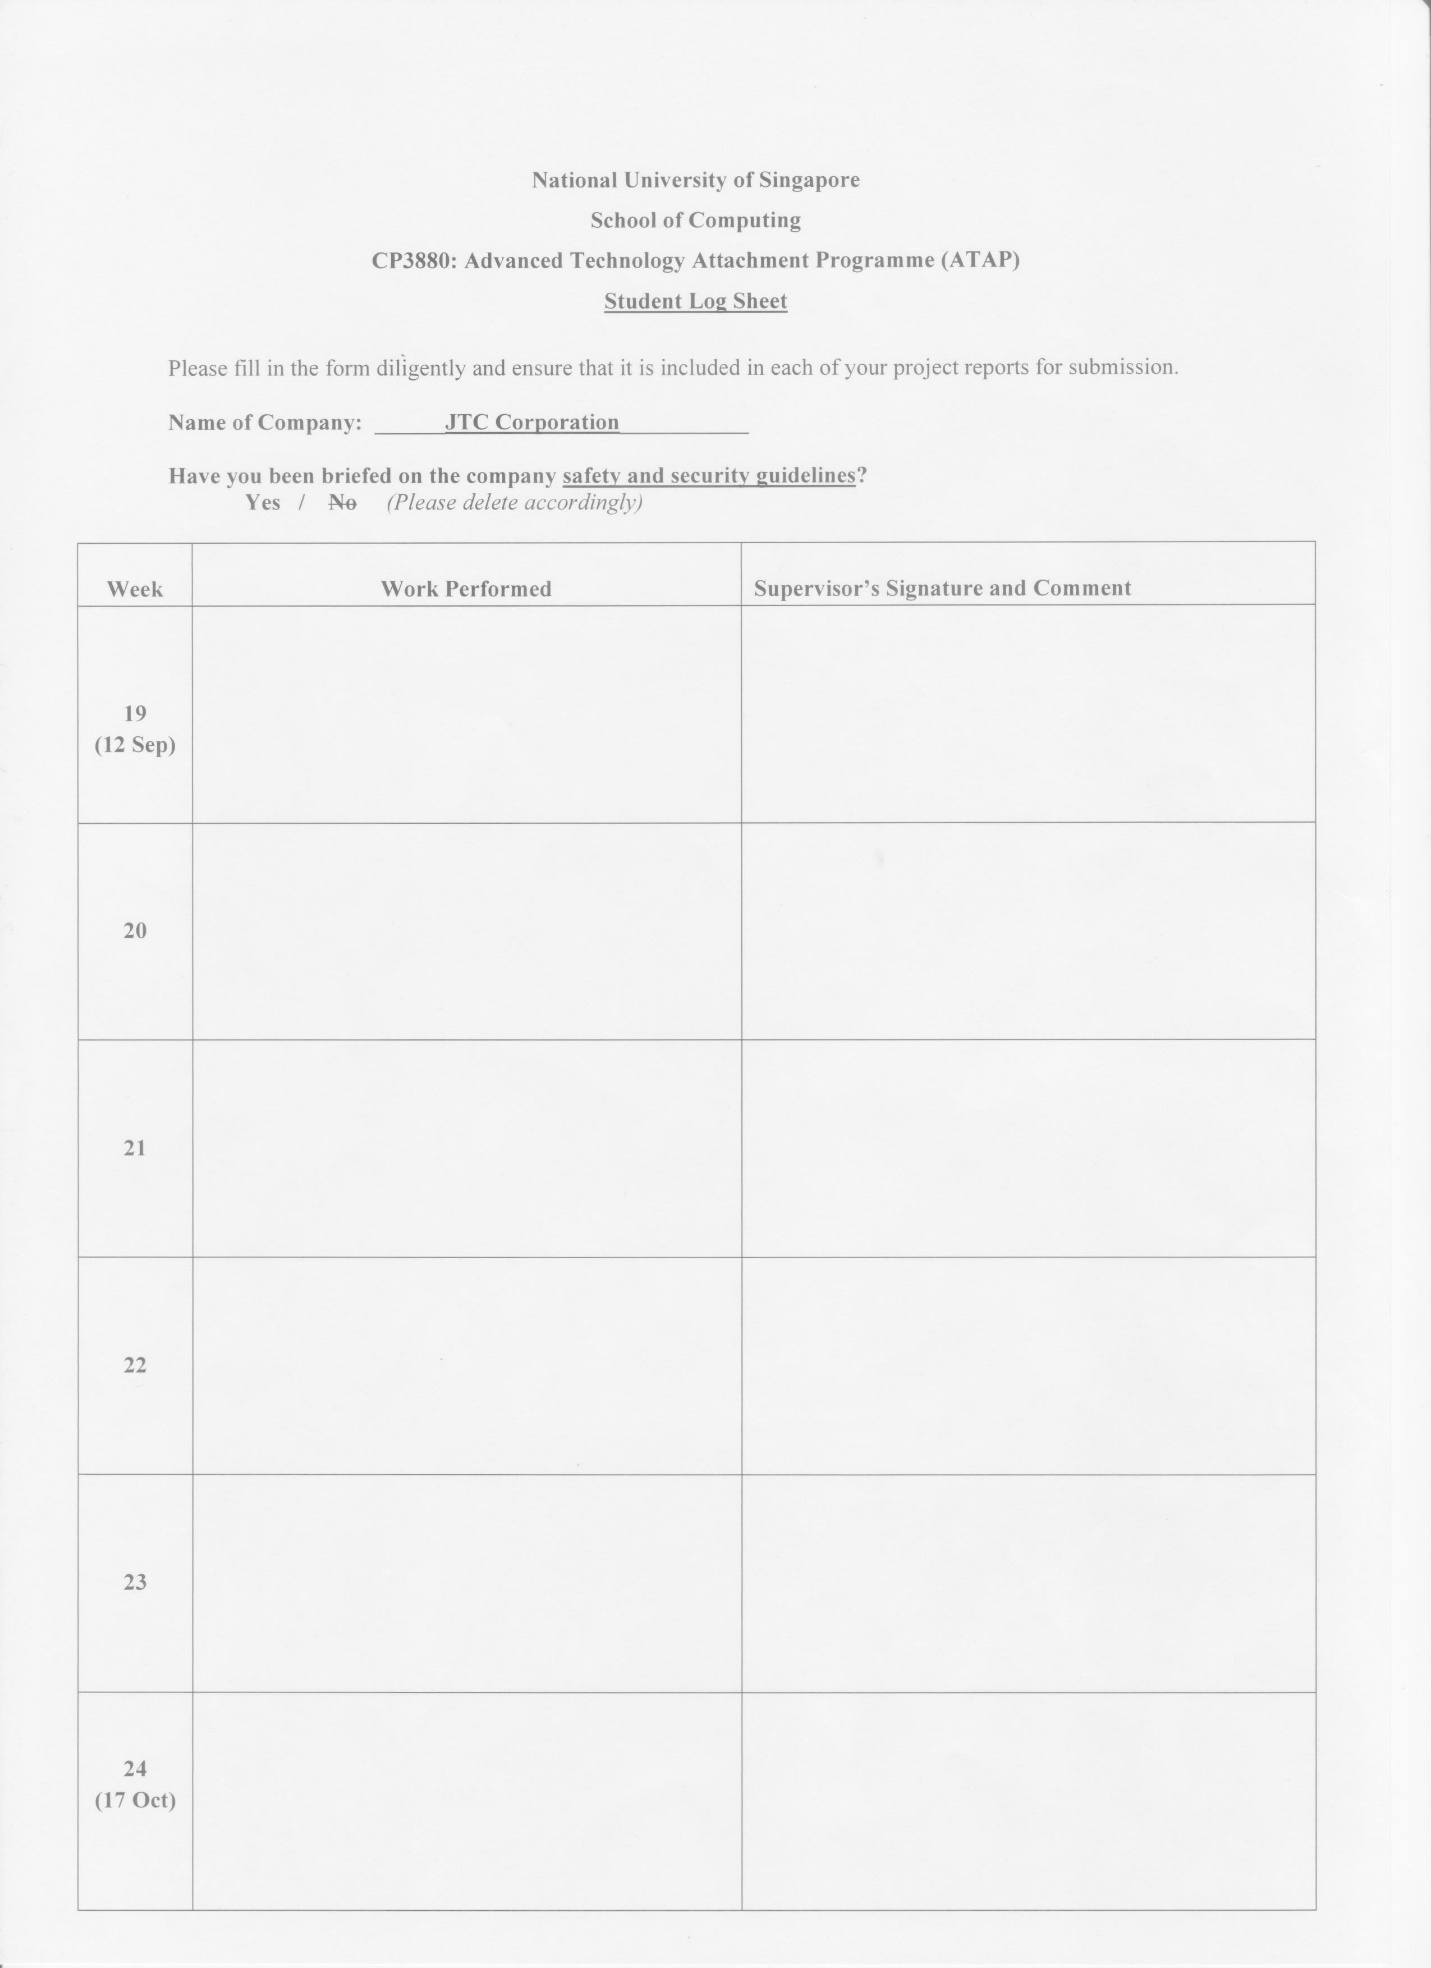 National University of Singapore
School of Computing
CP3880: Advanced Technology Attachment Programme (ATAP)
Student Log Sheet
Please fill in the form diligently and ensure that it is included in each of your project reports for submission.
Name of Company: JTC Corporation
Have you been briefed on the company safety and security guidelines?
Yes / No (Please delete accordingly)
Week Work Performed Supervisor's Signature and Comment
19
(12 Sep)
20
21
22
23
24
(17 Oct)